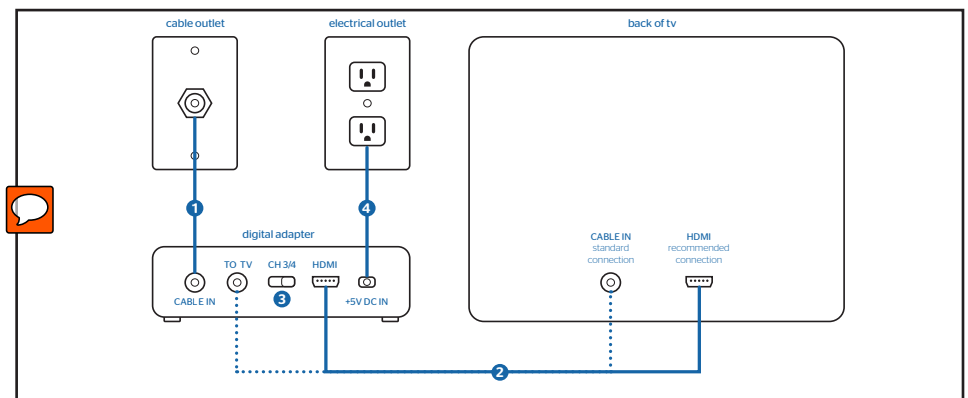 cable outlet
electrical outlet
back of tv
1
4
digital adapter
TO TV
CH 3/4
HDMI
CABLE IN
3
+5V DC IN
CABLE IN
standard
connection
HDMI
recommended
connection
2